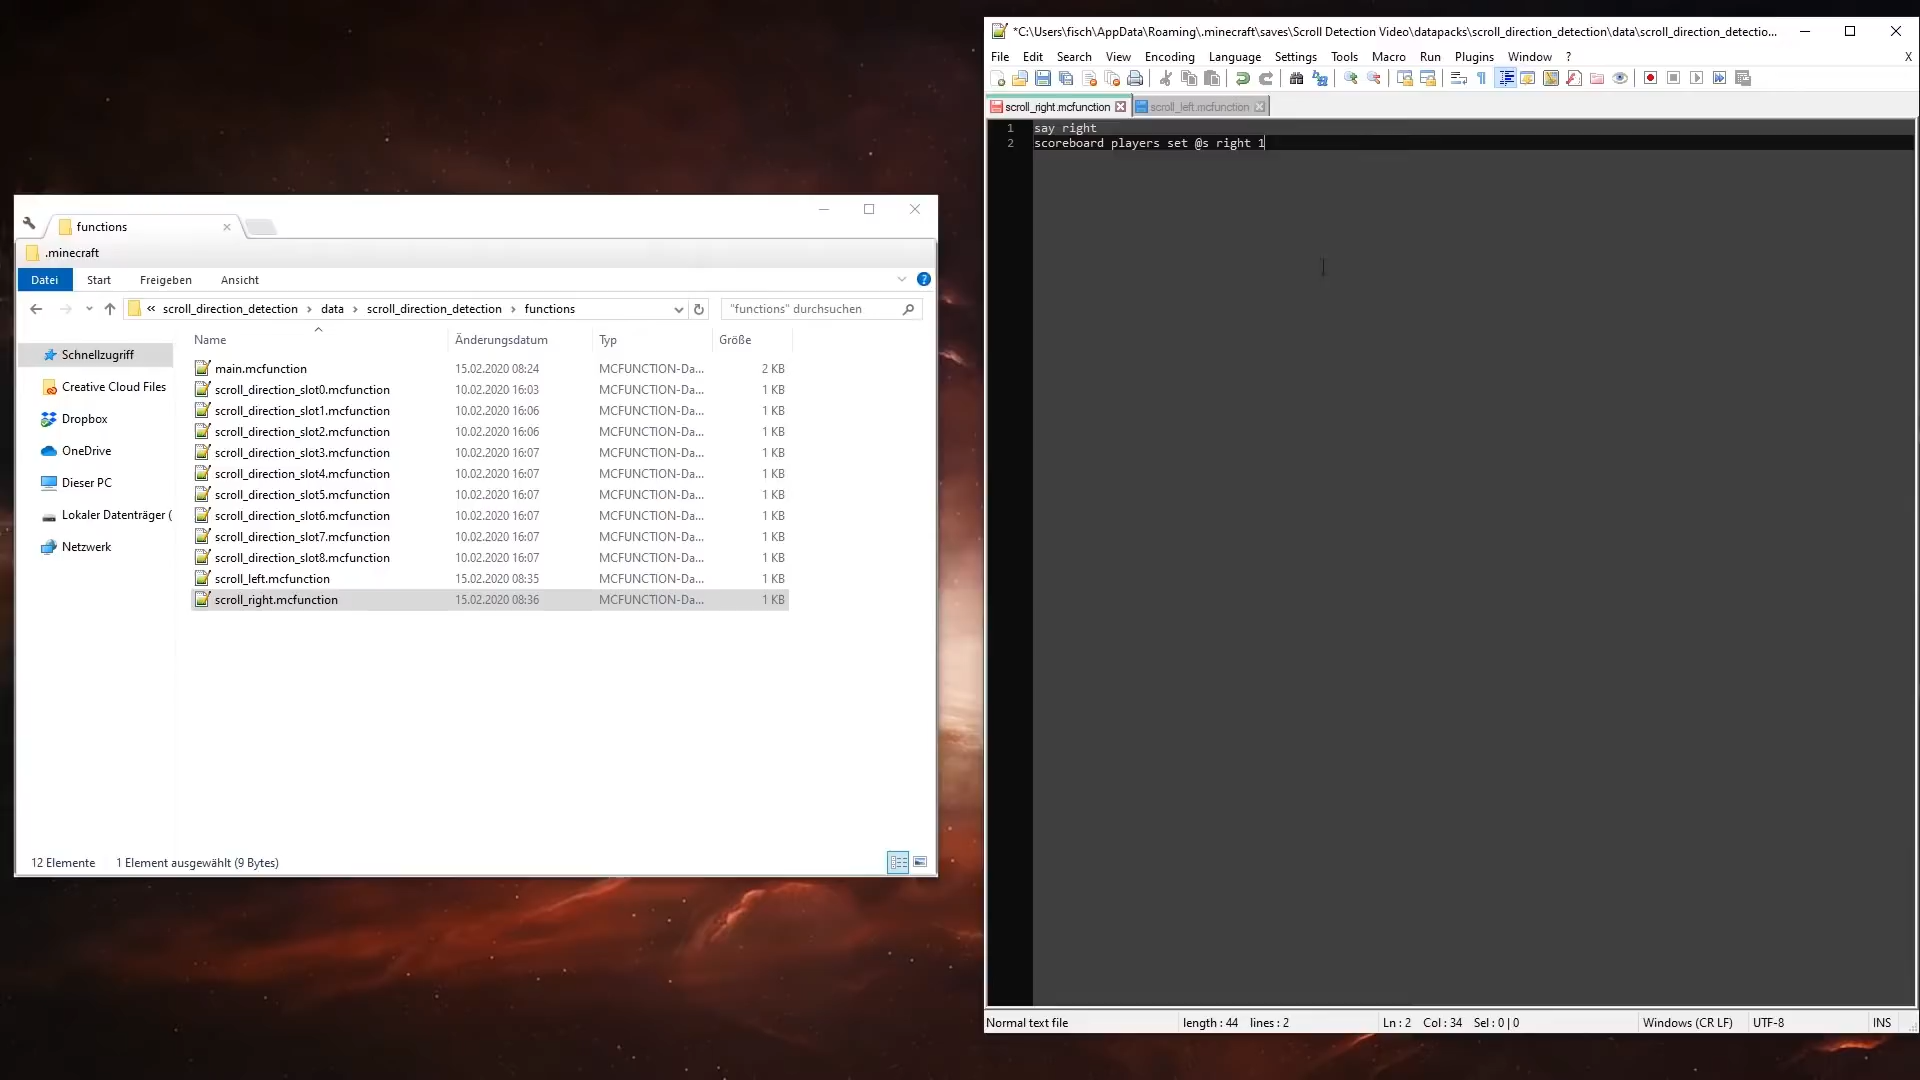 functions
.minecraft
Datei Start Freigeben Ansicht ?
« scroll_direction_detection › data › scroll_direction_detection › functions
"functions" durchsuchen
Name Änderungsdatum Typ Größe
Schnellzugriff
Creative Cloud Files
Dropbox
OneDrive
Dieser PC
Lokaler Datenträger (
Netzwerk
main.mcfunction 15.02.2020 08:24 MCFUNCTION-Da... 2 KB
scroll_direction_slot0.mcfunction 10.02.2020 16:03 MCFUNCTION-Da... 1 KB
scroll_direction_slot1.mcfunction 10.02.2020 16:06 MCFUNCTION-Da... 1 KB
scroll_direction_slot2.mcfunction 10.02.2020 16:06 MCFUNCTION-Da... 1 KB
scroll_direction_slot3.mcfunction 10.02.2020 16:07 MCFUNCTION-Da... 1 KB
scroll_direction_slot4.mcfunction 10.02.2020 16:07 MCFUNCTION-Da... 1 KB
scroll_direction_slot5.mcfunction 10.02.2020 16:07 MCFUNCTION-Da... 1 KB
scroll_direction_slot6.mcfunction 10.02.2020 16:07 MCFUNCTION-Da... 1 KB
scroll_direction_slot7.mcfunction 10.02.2020 16:07 MCFUNCTION-Da... 1 KB
scroll_direction_slot8.mcfunction 10.02.2020 16:07 MCFUNCTION-Da... 1 KB
scroll_left.mcfunction 15.02.2020 08:35 MCFUNCTION-Da... 1 KB
scroll_right.mcfunction 15.02.2020 08:36 MCFUNCTION-Da... 1 KB
12 Elemente 1 Element ausgewählt (9 Bytes)
*C:\Users\fisch\AppData\Roaming\.minecraft\saves\Scroll Detection Video\datapacks\scroll_direction_detection\data\scroll_direction_detectio...
File Edit Search View Encoding Language Settings Tools Macro Run Plugins Window ? X
scroll_right.mcfunction scroll_left.mcfunction
1 say right
2 scoreboard players set @s right 1
Normal text file length : 44 lines : 2 Ln : 2 Col : 34 Sel : 0 | 0 Windows (CR LF) UTF-8 INS